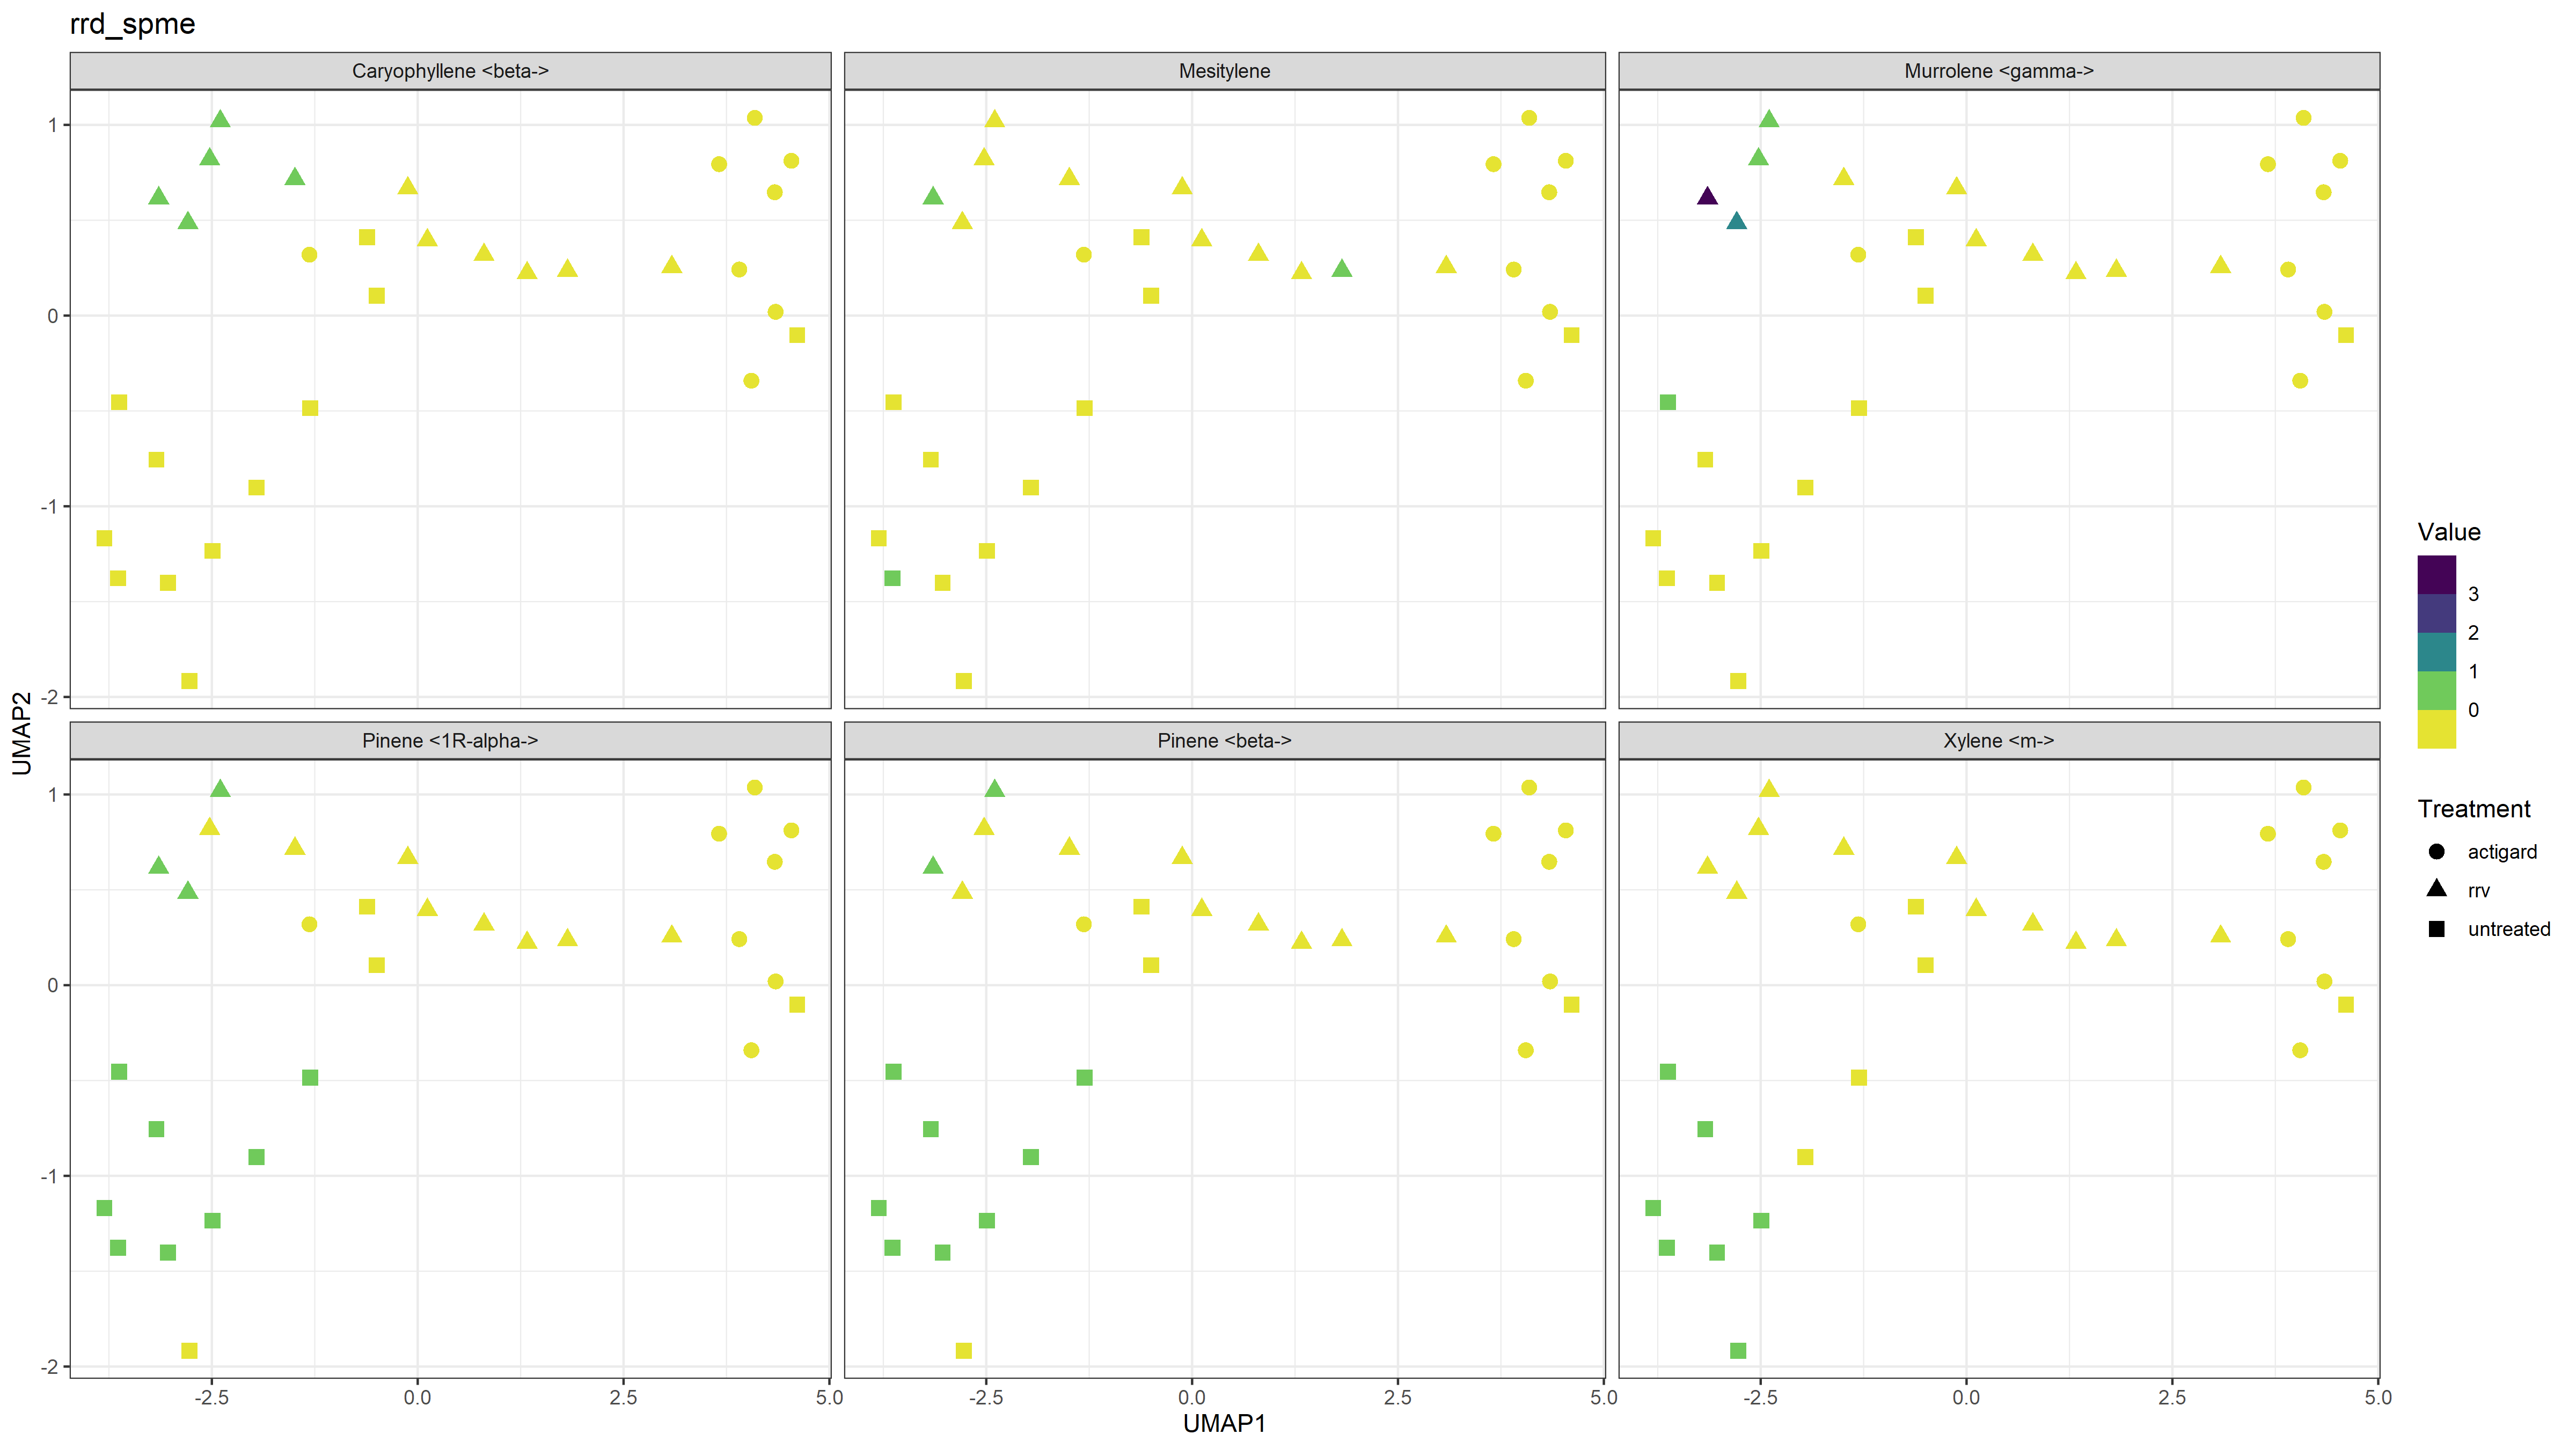 rrd_spme
Caryophyllene <beta->
Mesitylene
Murrolene <gamma->
1
0
-1
-2
Pinene <1R-alpha->
Pinene <beta->
Xylene <m->
1
0
-1
-2
UMAP2
-2.5 0.0 2.5 5.0
-2.5 0.0 2.5 5.0
-2.5 0.0 2.5 5.0
UMAP1
Value
3
2
1
0
Treatment
actigard
rrv
untreated